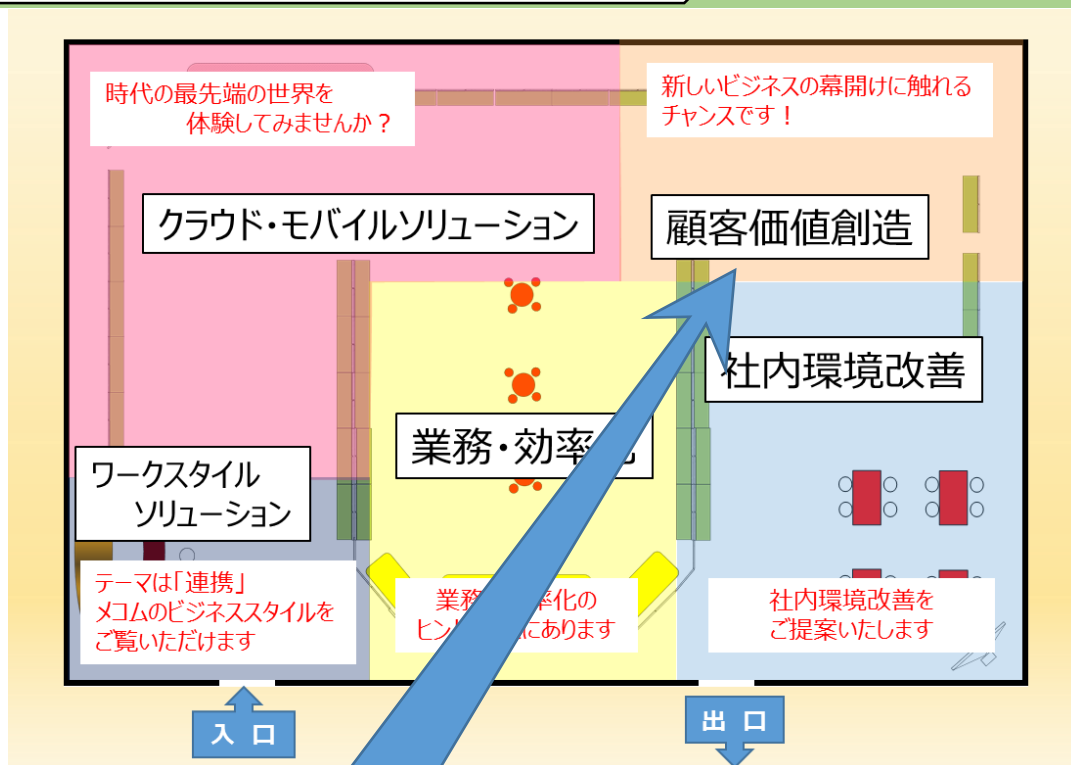 時代の最先端の世界を
体験してみませんか？
新しいビジネスの幕開けに触れる
チャンスです！
クラウド・モバイルソリューション
顧客価値創造
社内環境改善
業務・効率化
ワークスタイル
ソリューション
テーマは「連携」
メコムのビジネススタイルを
ご覧いただけます
業務 率化の
ヒン にあります
社内環境改善を
ご提案いたします
入 口
出 口